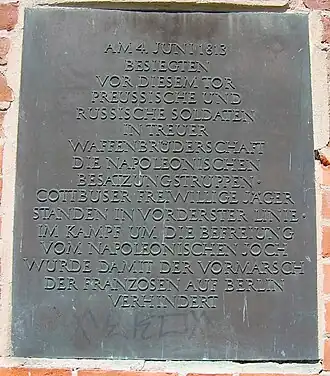 AM 4. JUNI 1813
BESIEGTEN
VOR DIESEM TOR
PREUSSISCHE UND
RUSSISCHE SOLDATEN
IN TREUER
WAFFENBRÜDERSCHAFT
DIE NAPOLEONISCHEN
BESATZUNGSTRUPPEN.
COTTBUSER FREIWILLIGE JÄGER
STANDEN IN VORDERSTER LINIE.
IM KAMPF UM DIE BEFREIUNG
VOM NAPOLEONISCHEN JOCH
WURDE DAMIT DER VORMARSCH
DER FRANZOSEN AUF BERLIN
VERHINDERT